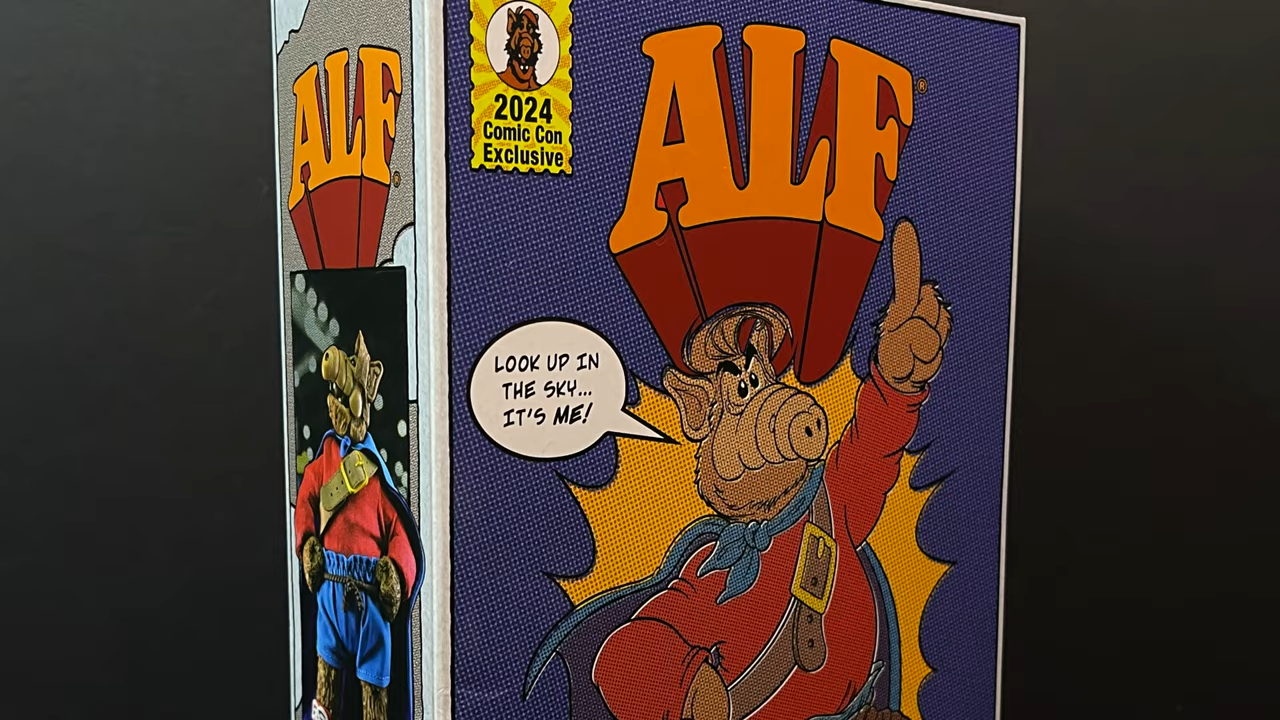 ALF®
2024
Comic Con
Exclusive
ALF®
LOOK UP IN
THE SKY...
IT'S ME!